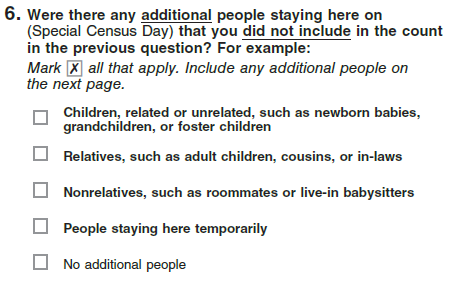 6. Were there any additional people staying here on
(Special Census Day) that you did not include in the count
in the previous question? For example:
Mark ☒ all that apply. Include any additional people on
the next page.
Children, related or unrelated, such as newborn babies,
grandchildren, or foster children
Relatives, such as adult children, cousins, or in-laws
Nonrelatives, such as roommates or live-in babysitters
People staying here temporarily
No additional people